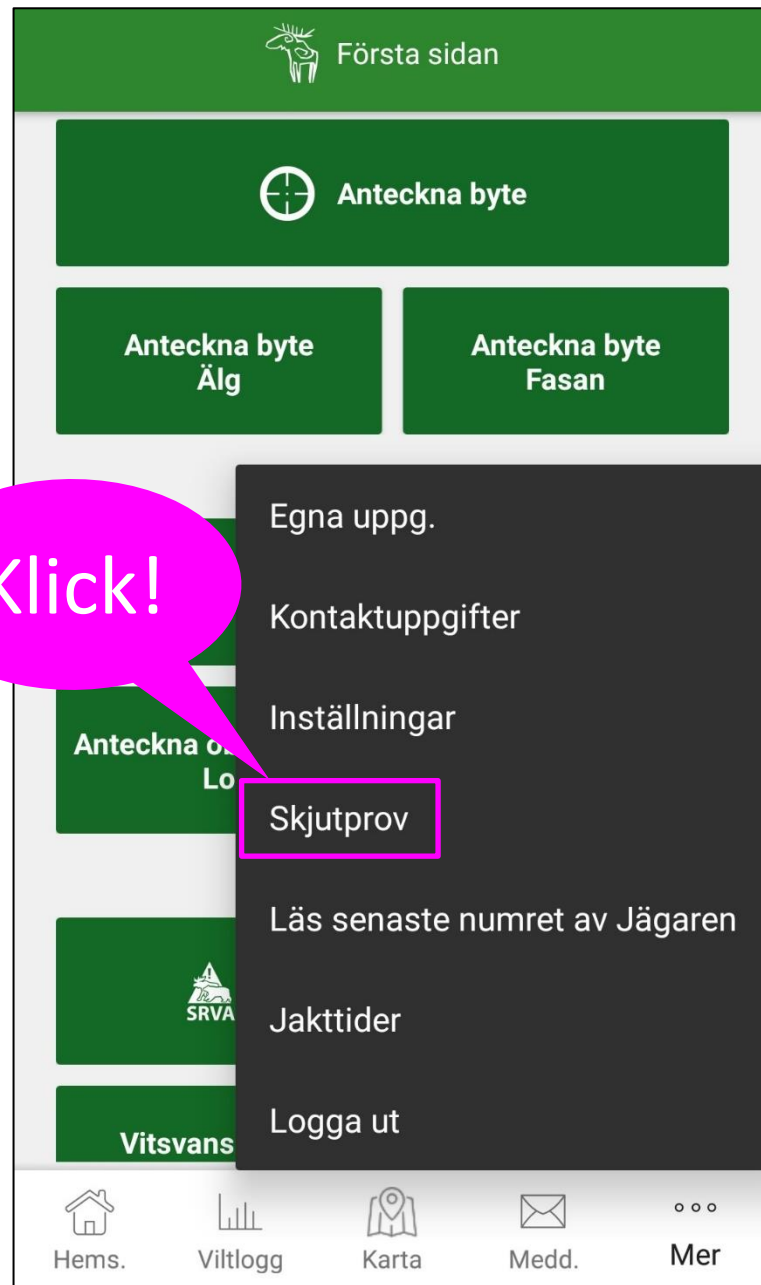 Första sidan
Anteckna byte
Anteckna byte
Älg
Anteckna byte
Fasan
Egna uppg.
Klick!
Kontaktuppgifter
Inställningar
Anteckna
Lo
Skjutprov
Läs senaste numret av Jägaren
SRVA
Jakttider
Logga ut
Vitsvans
Hems.
Viltlogg
Karta
Medd.
Mer